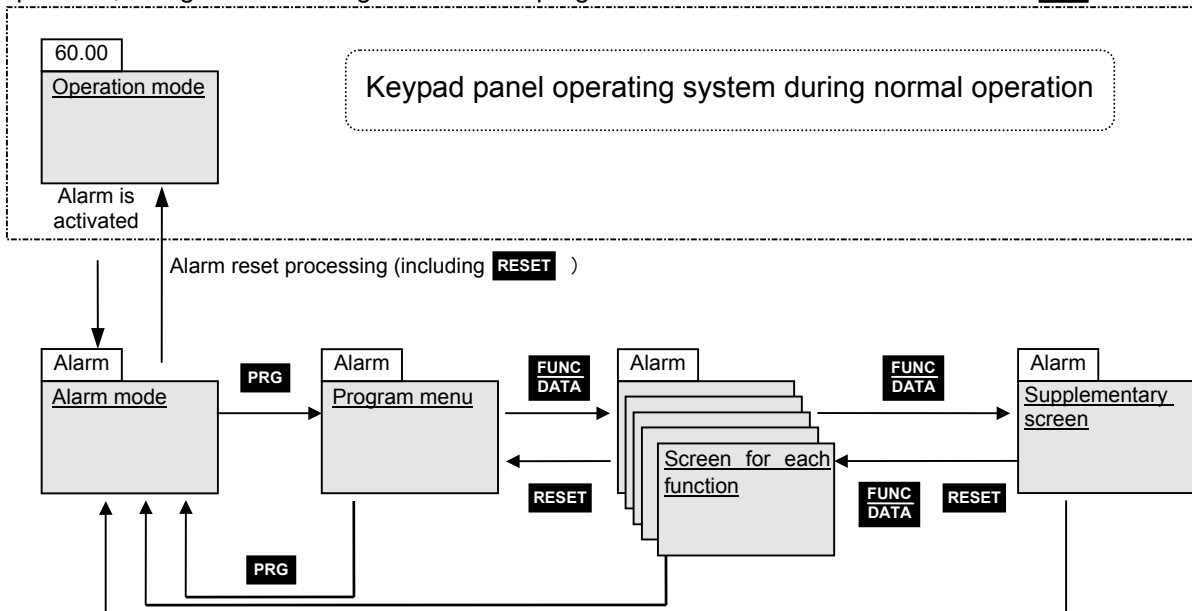 60.00
Operation mode
Keypad panel operating system during normal operation
Alarm is
activated
Alarm reset processing (including RESET )
Alarm
Alarm mode
PRG
Alarm
Program menu
FUNC
DATA
Alarm
Screen for each
function
FUNC
DATA
Alarm
Supplementary
screen
RESET
FUNC
DATA
RESET
PRG